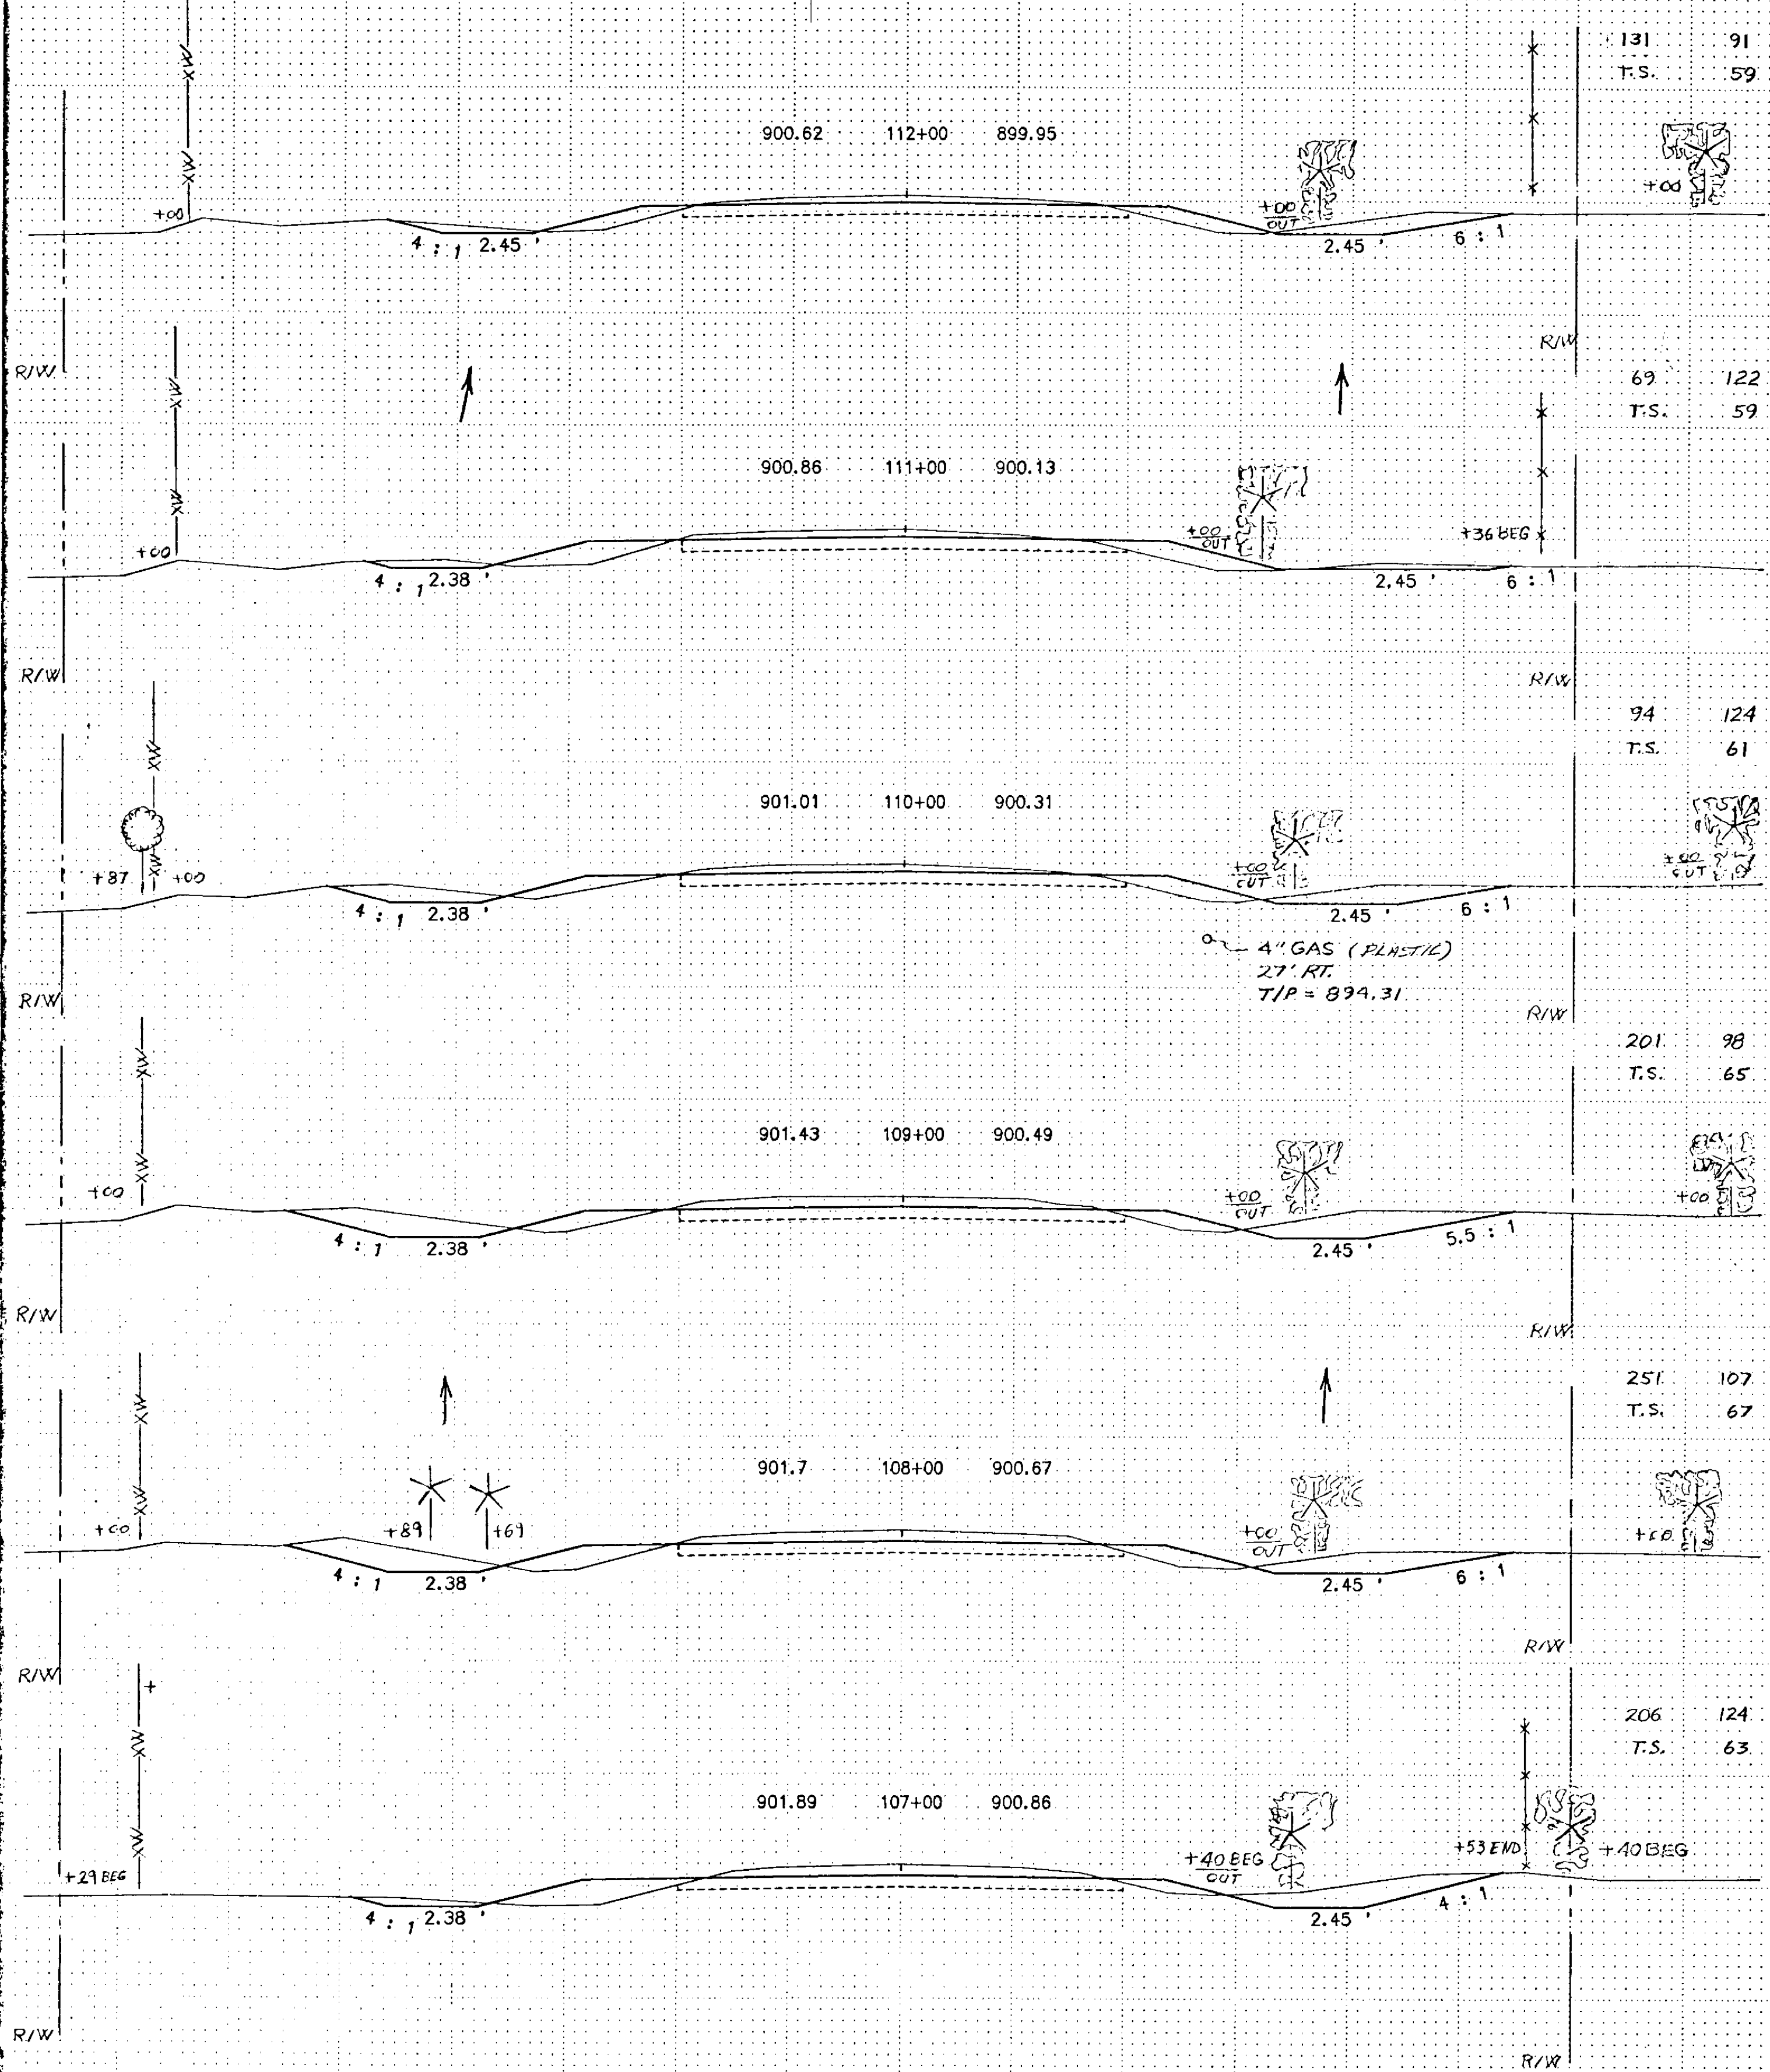 131 91
T.S. 59
900.62 112+00 899.95
+00
+00
+00
OUT
4 : 1 2.45 '
2.45 ' 6 : 1
R/W
R/W
69 122
T.S. 59
900.86 111+00 900.13
+00
+00
OUT
+36 BEG
4 : 1 2.38 '
2.45 ' 6 : 1
R/W
R/W
94 124
T.S. 61
901.01 110+00 900.31
+87 +00
+00
OUT
+00
OUT
4 : 1 2.38 '
2.45 ' 6 : 1
4" GAS (PLASTIC)
27' RT.
T/P = 894.31
R/W
R/W
201 98
T.S. 65
901.43 109+00 900.49
+00
+00
OUT
+00
4 : 1 2.38 '
2.45 ' 5.5 : 1
R/W
R/W
251 107
T.S. 67
901.7 108+00 900.67
+00
+89 +69
+00
OUT
+00
4 : 1 2.38 '
2.45 ' 6 : 1
R/W
R/W
206 124
T.S. 63
901.89 107+00 900.86
+29 BEG
+40 BEG
OUT
+53 END
+40 BEG
4 : 1 2.38 '
2.45 ' 4 : 1
R/W
R/W